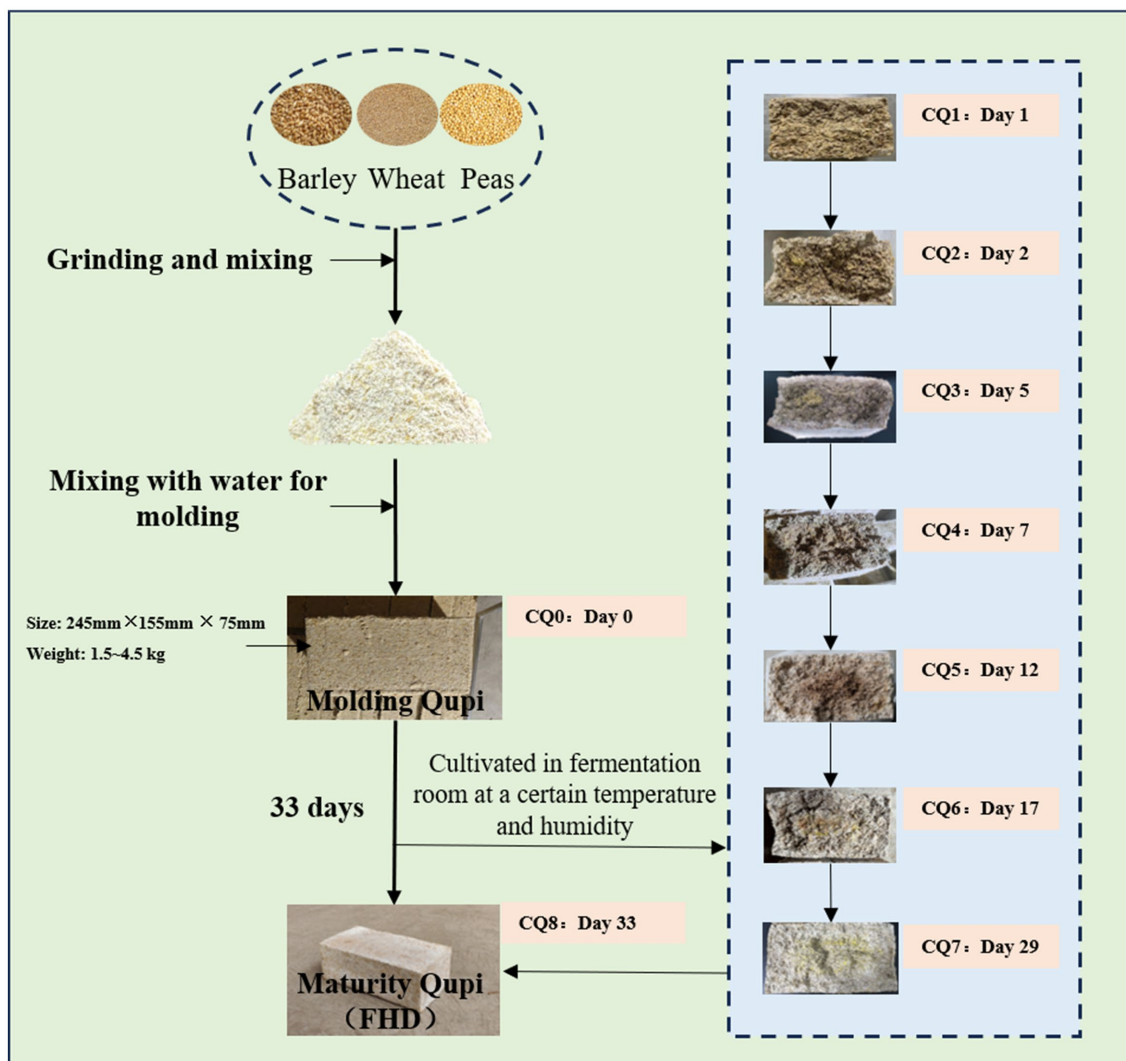 Barley Wheat Peas
Grinding and mixing
Mixing with water for
molding
Size: 245mm×155mm × 75mm
Weight: 1.5~4.5 kg
CQ0：Day 0
Molding Qupi
33 days
Cultivated in fermentation
room at a certain temperature
and humidity
CQ8：Day 33
Maturity Qupi
（FHD）
CQ1：Day 1
CQ2：Day 2
CQ3：Day 5
CQ4：Day 7
CQ5：Day 12
CQ6：Day 17
CQ7：Day 29